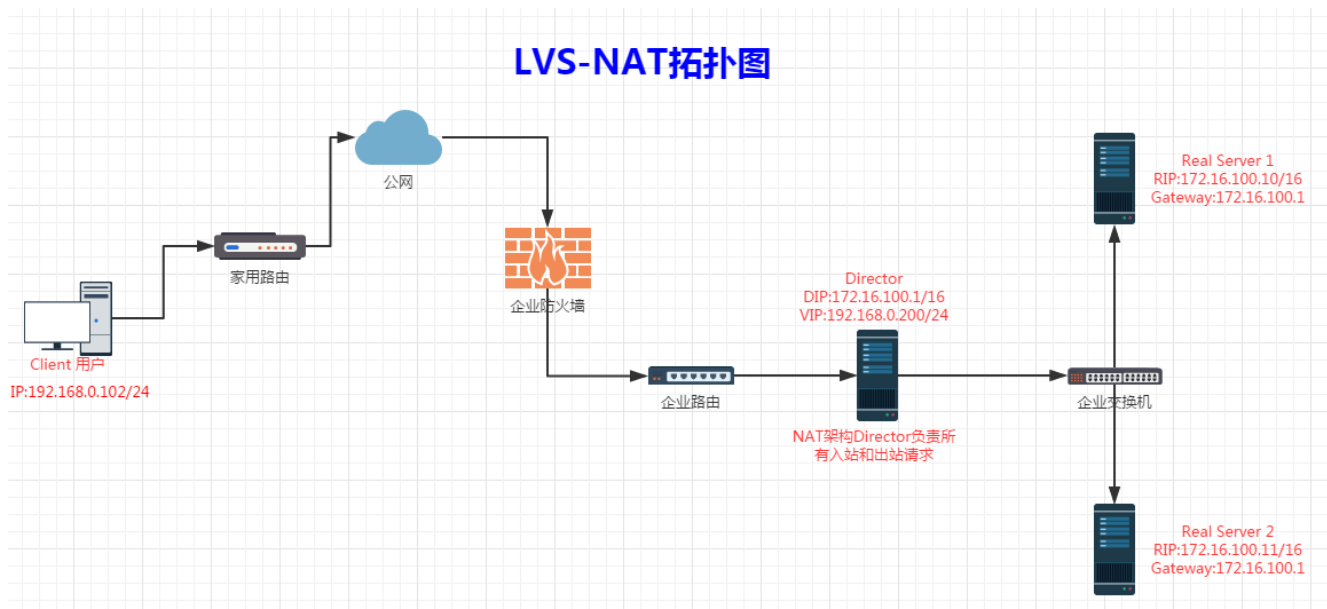 LVS-NAT拓扑图
公网
家用路由
Client 用户
IP:192.168.0.102/24
企业防火墙
企业路由
Director
DIP:172.16.100.1/16
VIP:192.168.0.200/24
NAT架构Director负责所
有入站和出站请求
企业交换机
Real Server 1
RIP:172.16.100.10/16
Gateway:172.16.100.1
Real Server 2
RIP:172.16.100.11/16
Gateway:172.16.100.1